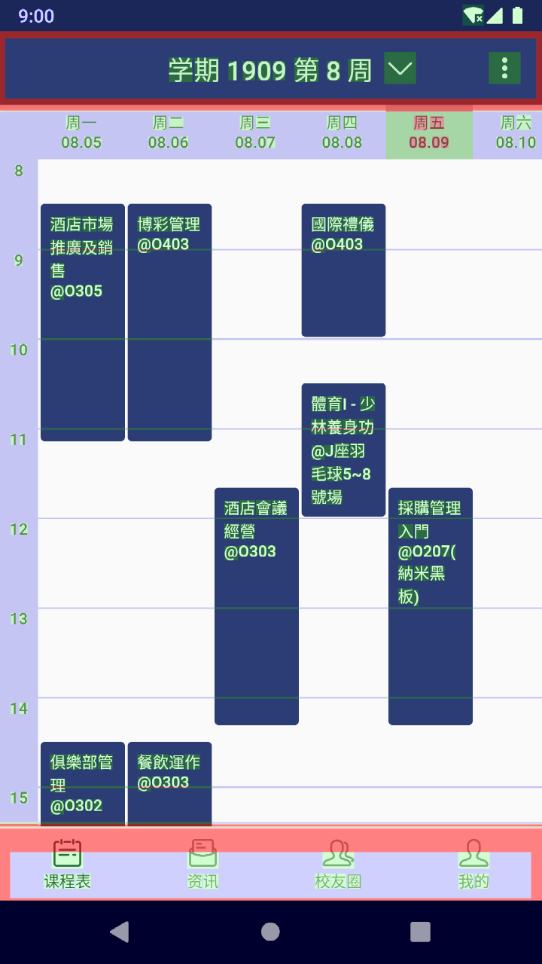 9:00
学期 1909 第 8 周
周一 周二 周三 周四 周五 周六
08.05 08.06 08.07 08.08 08.09 08.10
8
9
10
11
12
13
14
15
酒店市場
推廣及銷
售
@O305
博彩管理
@O403
國際禮儀
@O403
體育I - 少
林養身功
@J座羽
毛球5~8
號場
酒店會議
經營
@O303
採購管理
入門
@O207(
納米黑
板)
俱樂部管
理
@O302
餐飲運作
@O303
课程表 资讯 校友圈 我的